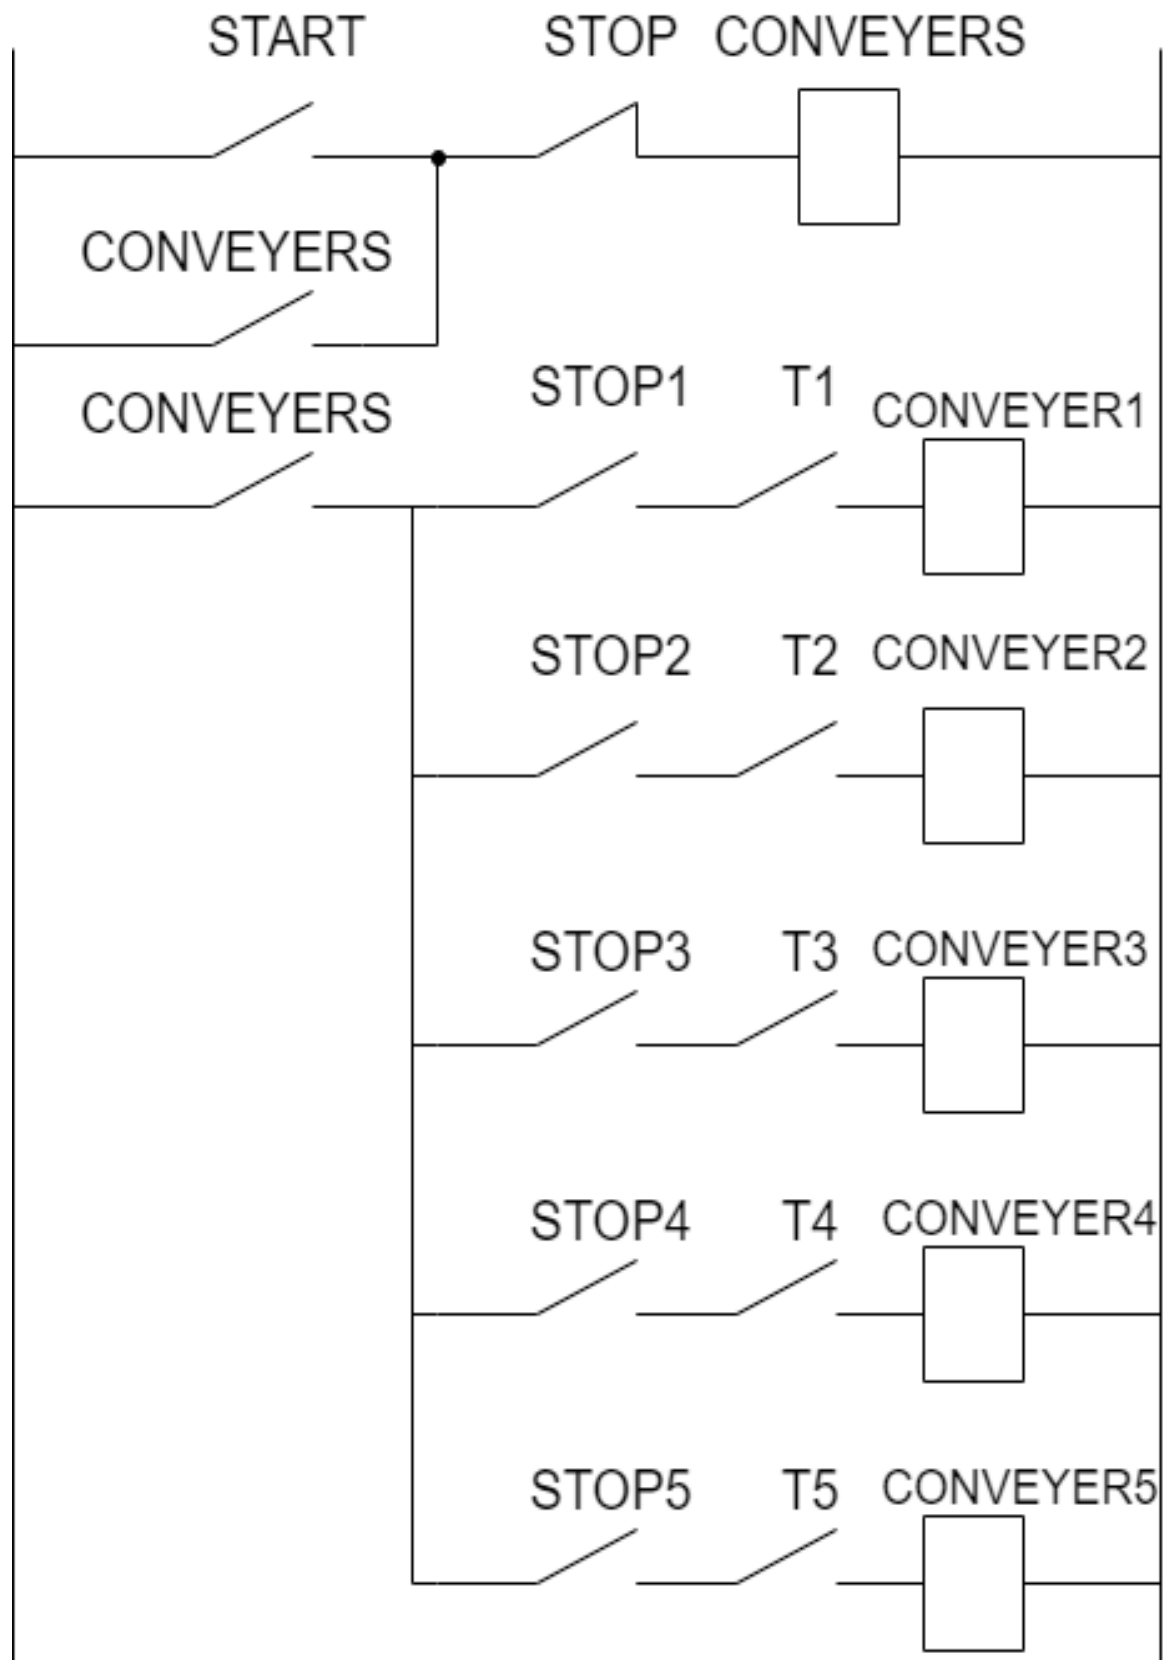 START STOP CONVEYERS
CONVEYERS
CONVEYERS STOP1 T1 CONVEYER1
STOP2 T2 CONVEYER2
STOP3 T3 CONVEYER3
STOP4 T4 CONVEYER4
STOP5 T5 CONVEYER5